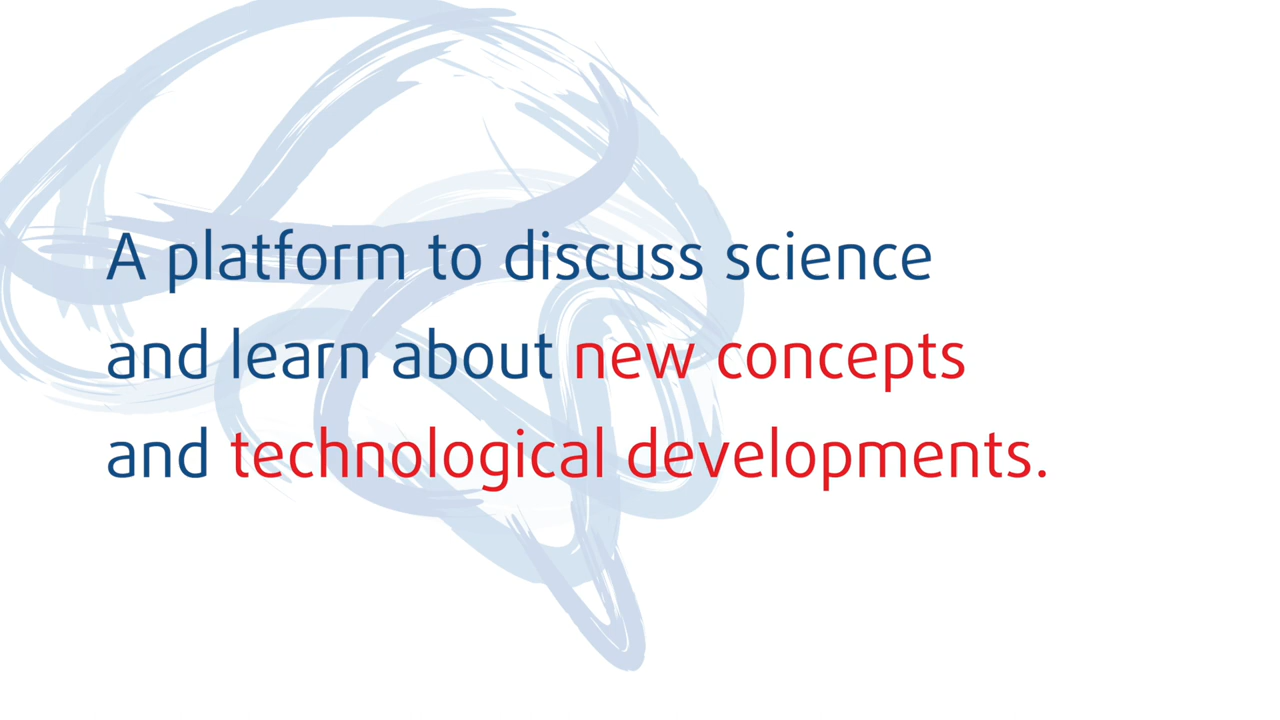 A platform to discuss science
and learn about new concepts
and technological developments.